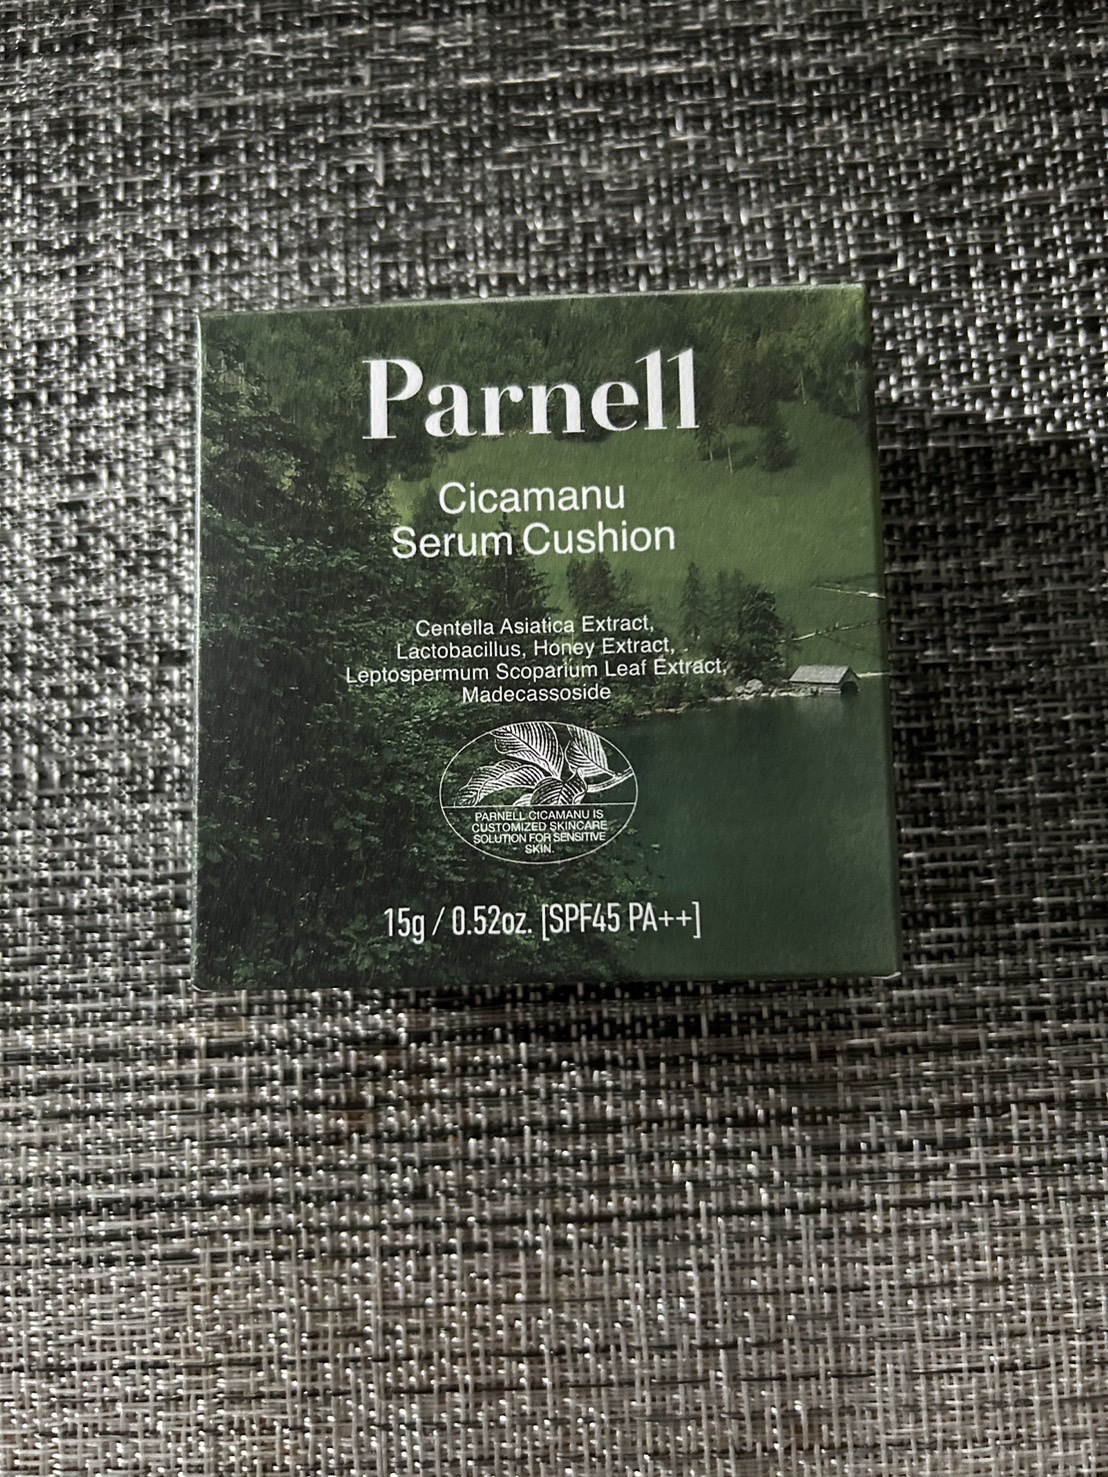 Parnell
Cicamanu
Serum Cushion
Centella Asiatica Extract,
Lactobacillus, Honey Extract,
Leptospermum Scoparium Leaf Extract,
Madecassoside
PARNELL CICAMANU IS
CUSTOMIZED SKINCARE
SOLUTION FOR SENSITIVE
SKIN.
15g / 0.52oz. [SPF45 PA++]